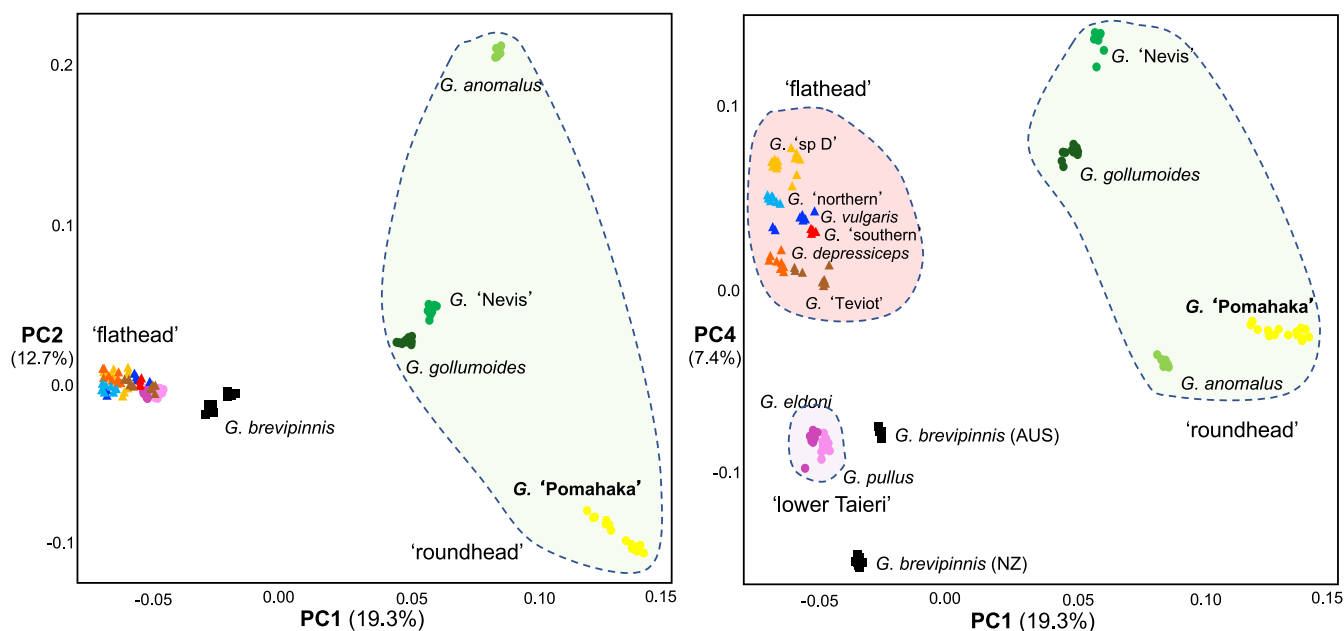 0.2
G. anomalus
0.1
G. ‘Nevis’
PC2
(12.7%)
‘flathead’
G. gollumoides
0.0
G. brevipinnis
G. ‘Pomahaka’
-0.1
‘roundhead’
-0.05
0.00
0.05
0.10
0.15
PC1 (19.3%)
G. ‘Nevis’
‘flathead’
0.1
G. ‘sp D’
G. gollumoides
G. ‘northern’
G. vulgaris
G. ‘southern’
G. depressiceps
G. ‘Teviot’
0.0
PC4
(7.4%)
G. ‘Pomahaka’
G. anomalus
G. eldoni
G. brevipinnis (AUS)
‘roundhead’
-0.1
G. pullus
‘lower Taieri’
G. brevipinnis (NZ)
-0.05
0.00
0.05
0.10
0.15
PC1 (19.3%)